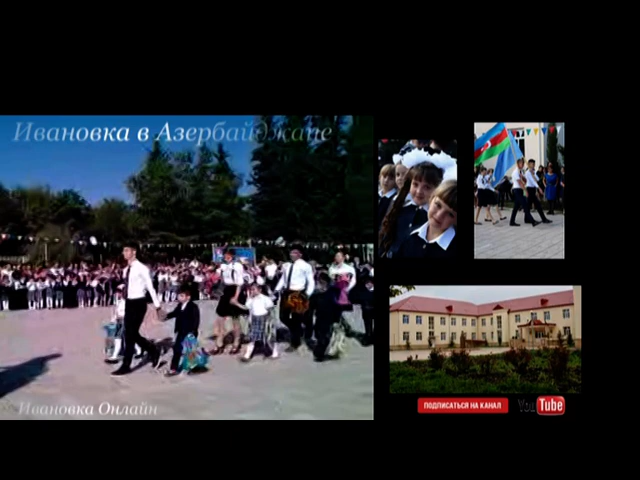 Ивановка в Азербайджане
Ивановка Онлайн
ПОДПИСАТЬСЯ НА КАНАЛ
YouTube